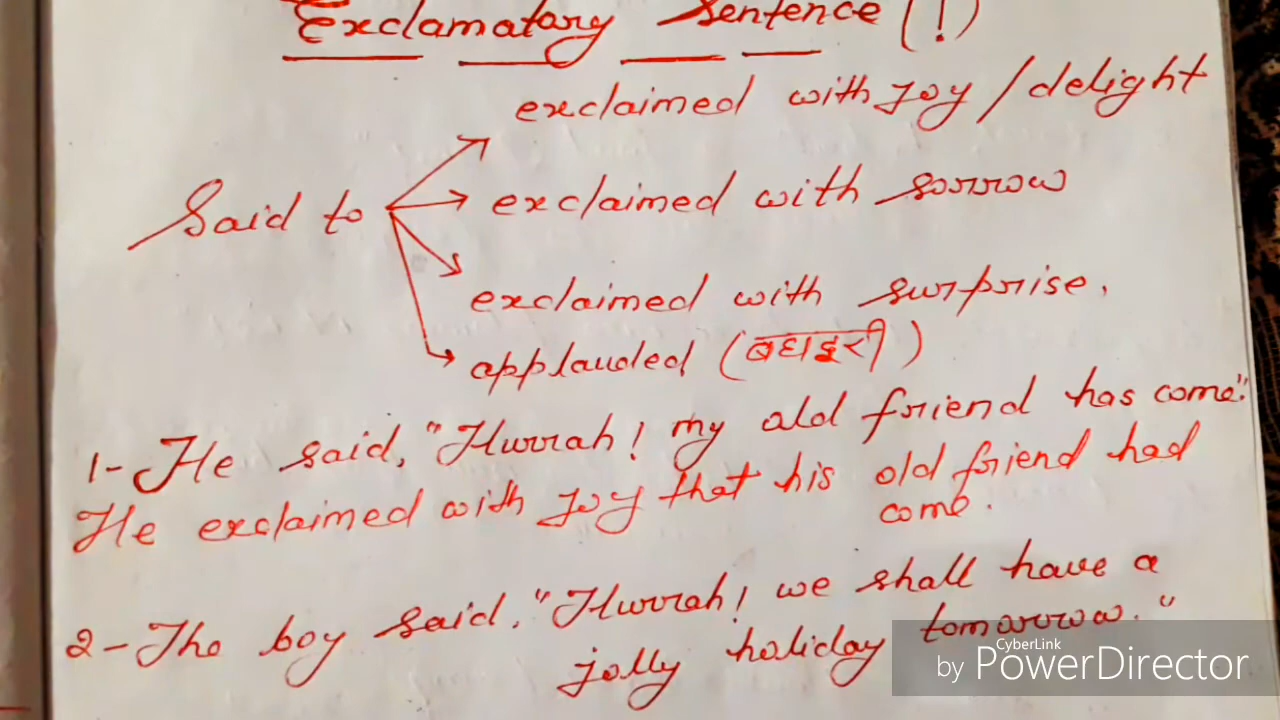 Exclamatory Sentence (!)
exclaimed with joy / delight
Said to
exclaimed with sorrow
exclaimed with surprise.
applauded (बधाइरी)
1- He said, "Hurrah! my old friend has come."
He exclaimed with joy that his old friend had
come.
2- The boy said, "Hurrah! we shall have a
jolly holiday tomorrow."
CyberLink
by PowerDirector